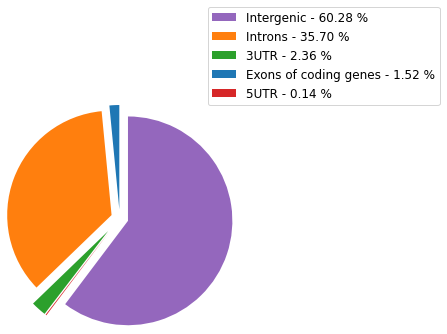 Intergenic - 60.28 %
Introns - 35.70 %
3UTR - 2.36 %
Exons of coding genes - 1.52 %
5UTR - 0.14 %